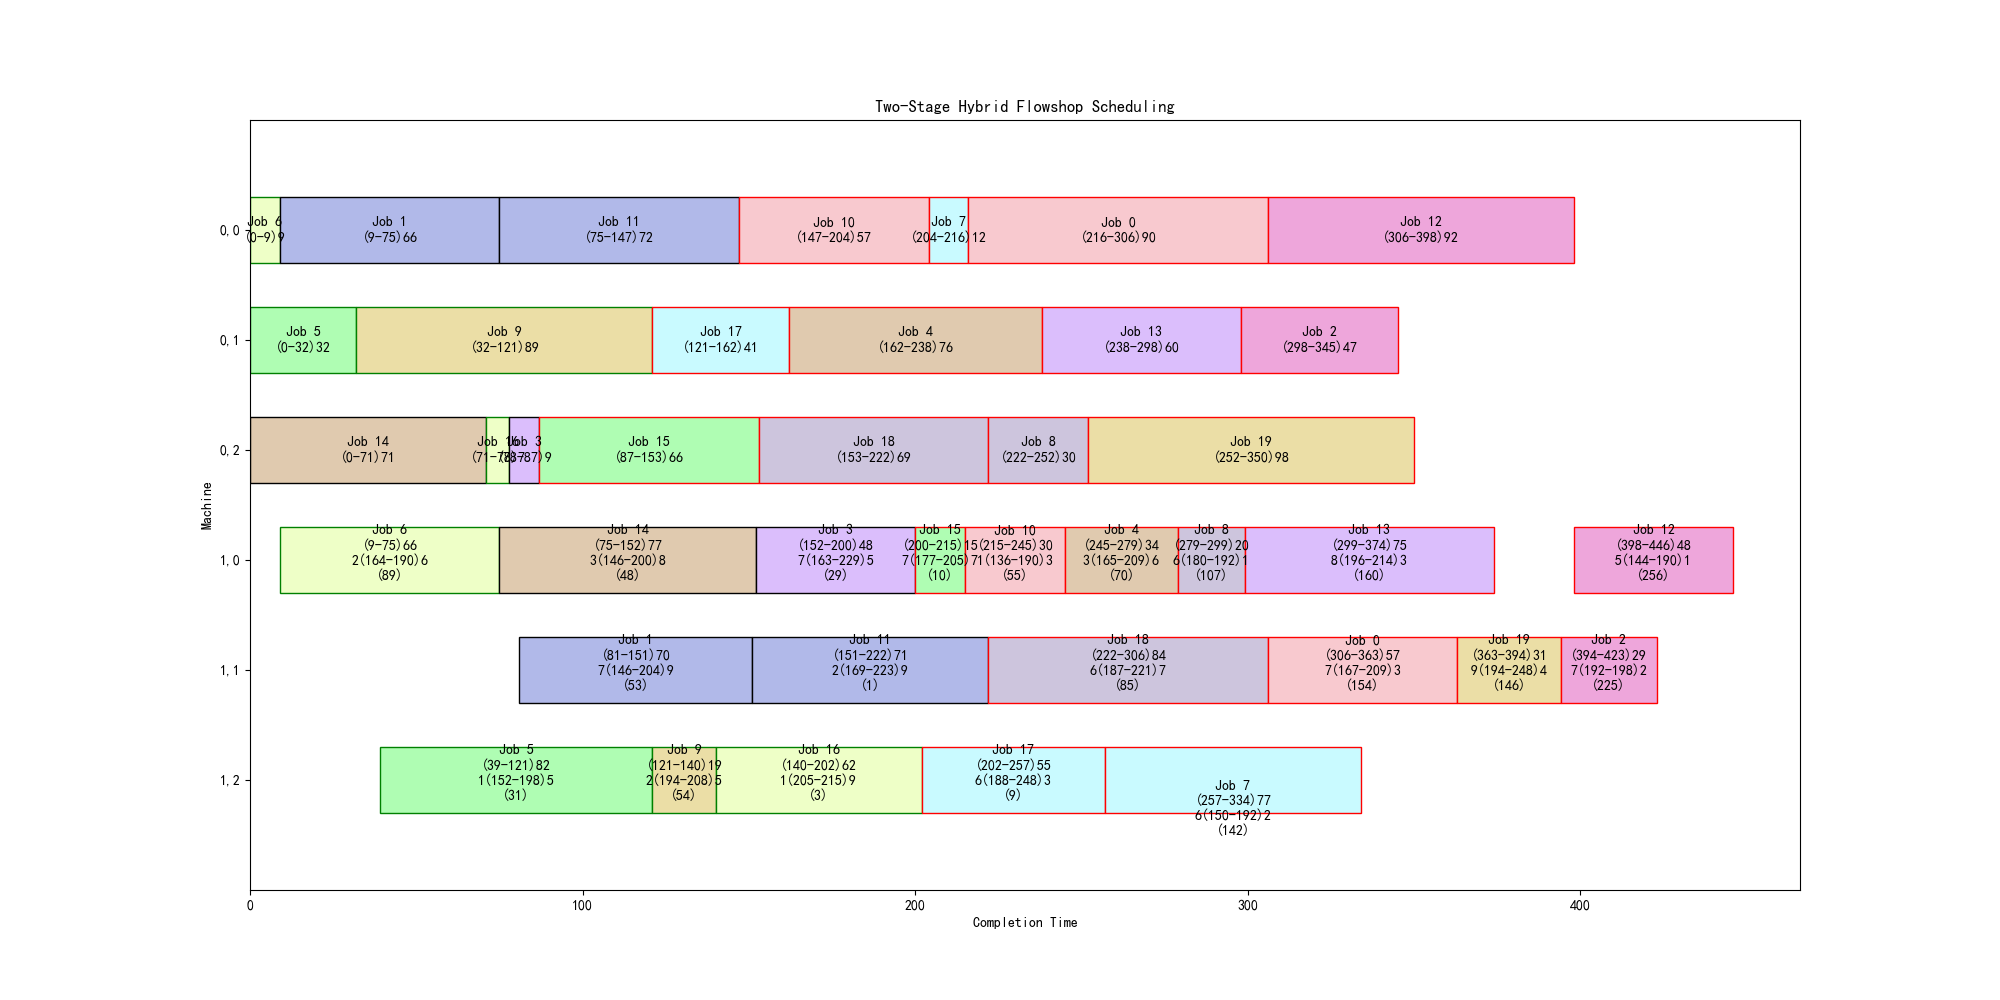 Two-Stage Hybrid Flowshop Scheduling
Machine
0,0
Job 6
(0-9)9
Job 1
(9-75)66
Job 11
(75-147)72
Job 10
(147-204)57
Job 7
(204-216)12
Job 0
(216-306)90
Job 12
(306-398)92
0,1
Job 5
(0-32)32
Job 9
(32-121)89
Job 17
(121-162)41
Job 4
(162-238)76
Job 13
(238-298)60
Job 2
(298-345)47
0,2
Job 14
(0-71)71
Job 16
(71-78)7
Job 3
(78-87)9
Job 15
(87-153)66
Job 18
(153-222)69
Job 8
(222-252)30
Job 19
(252-350)98
1,0
Job 6
(9-75)66
2(164-190)6
(89)
Job 14
(75-152)77
3(146-200)8
(48)
Job 3
(152-200)48
7(163-229)5
(29)
Job 15
(200-215)15
7(177-205)7
(10)
Job 10
(215-245)30
1(136-190)3
(55)
Job 4
(245-279)34
3(165-209)6
(70)
Job 8
(279-299)20
6(180-192)1
(107)
Job 13
(299-374)75
8(196-214)3
(160)
Job 12
(398-446)48
5(144-190)1
(256)
1,1
Job 1
(81-151)70
7(146-204)9
(53)
Job 11
(151-222)71
2(169-223)9
(1)
Job 18
(222-306)84
6(187-221)7
(85)
Job 0
(306-363)57
7(167-209)3
(154)
Job 19
(363-394)31
9(194-248)4
(146)
Job 2
(394-423)29
7(192-198)2
(225)
1,2
Job 5
(39-121)82
1(152-198)5
(31)
Job 9
(121-140)19
2(194-208)5
(54)
Job 16
(140-202)62
1(205-215)9
(3)
Job 17
(202-257)55
6(188-248)3
(9)
Job 7
(257-334)77
6(150-192)2
(142)
0
100
200
300
400
Completion Time